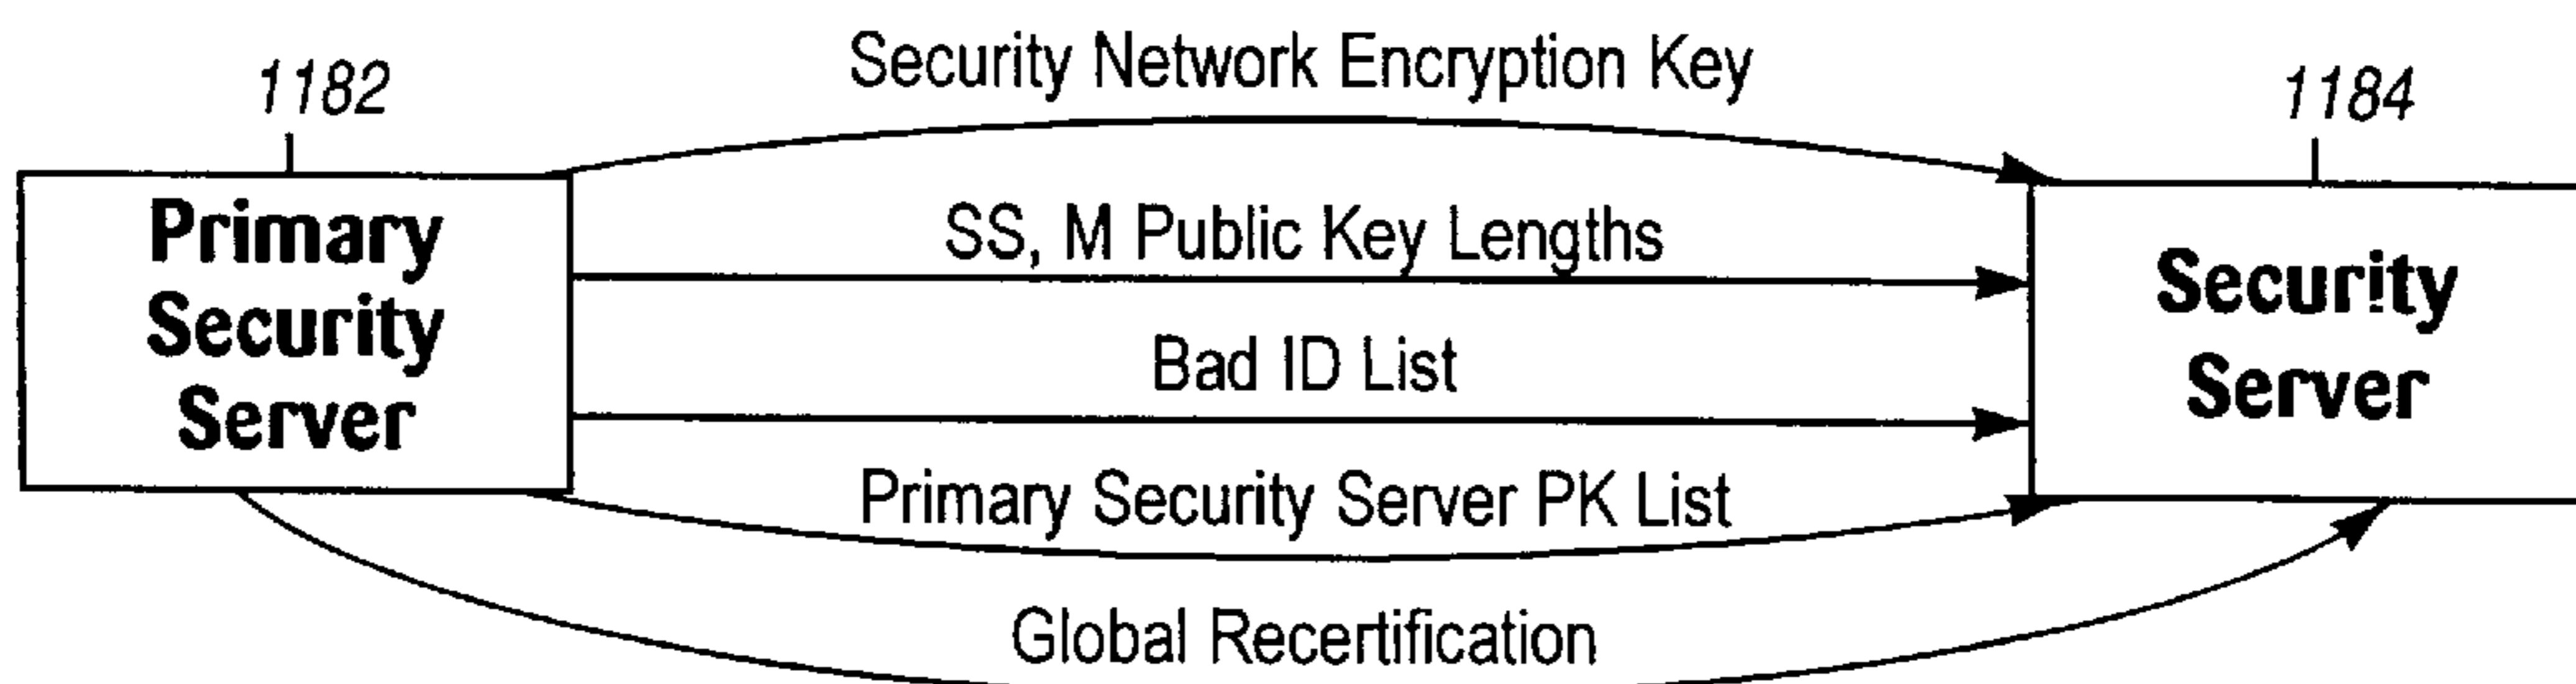 Security Network Encryption Key
1182
1184
SS, M Public Key Lengths
Primary
Security
Server
Security
Server
Bad ID List
Primary Security Server PK List
Global Recertification